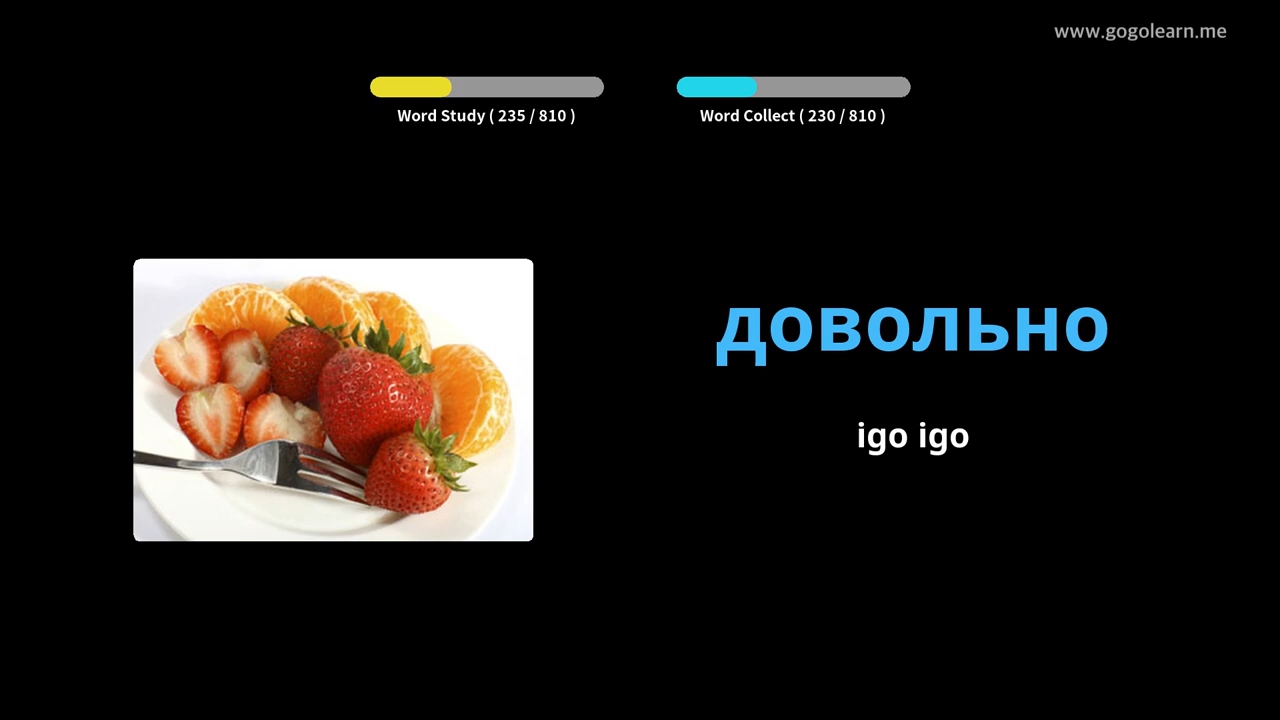 www.gogolearn.me
Word Study ( 235 / 810 )
Word Collect ( 230 / 810 )
довольно
igo igo